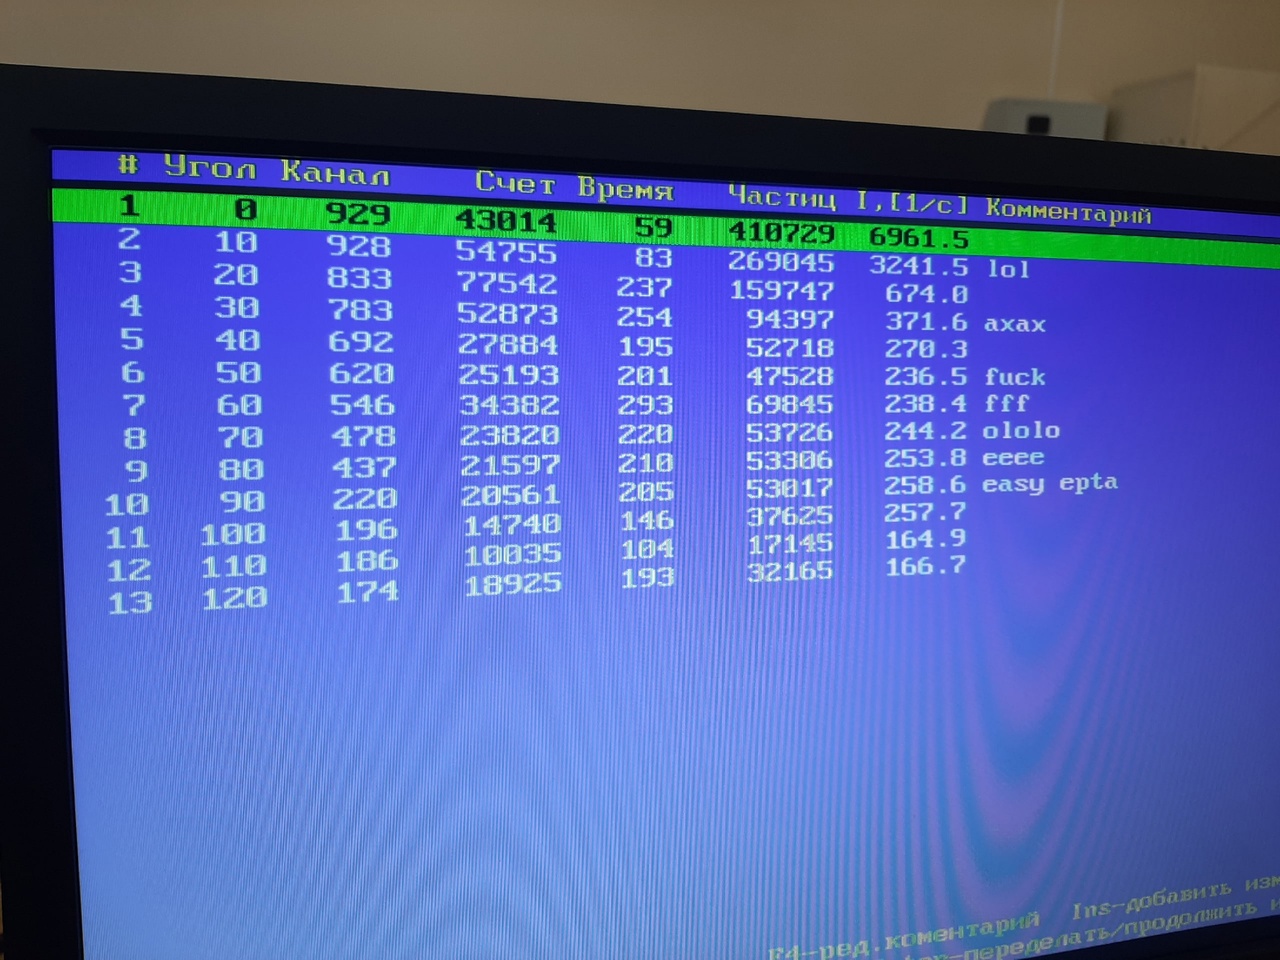 # Угол Канал Счет Время Частиц I,[1/с] Комментарий
1 0 929 43014 59 410729 6961.5
2 10 928 54755 83 269045 3241.5 lol
3 20 833 77542 237 159747 674.0
4 30 783 52873 254 94397 371.6 axax
5 40 692 27884 195 52718 270.3
6 50 620 25193 201 47528 236.5 fuck
7 60 546 34382 293 69845 238.4 fff
8 70 478 23820 220 53726 244.2 ololo
9 80 437 21597 210 53306 253.8 eeee
10 90 220 20561 205 53017 258.6 easy epta
11 100 196 14740 146 37625 257.7
12 110 186 10035 104 17145 164.9
13 120 174 18925 193 32165 166.7
F4-ред.коментарий Ins-добавить
-переделать/продолжить